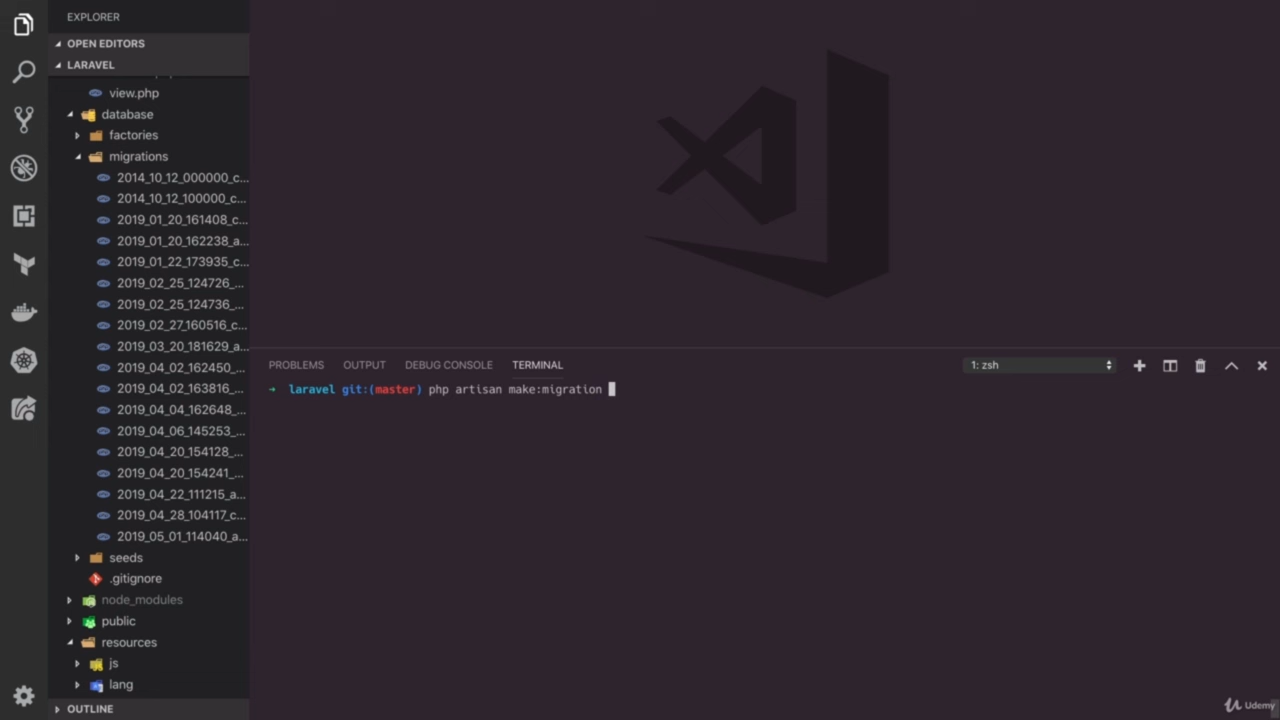 EXPLORER
OPEN EDITORS
LARAVEL
view.php
database
factories
migrations
2014_10_12_000000_c...
2014_10_12_100000_c...
2019_01_20_161408_c...
2019_01_20_162238_a...
2019_01_22_173935_c...
2019_02_25_124726_...
2019_02_25_124736_...
2019_02_27_160516_c...
2019_03_20_181629_a...
2019_04_02_162450_...
2019_04_02_163816_...
2019_04_04_162648_...
2019_04_06_145253_...
2019_04_20_154128_...
2019_04_20_154241_...
2019_04_22_111215_a...
2019_04_28_104117_c...
2019_05_01_114040_a...
seeds
.gitignore
node_modules
public
resources
js
lang
OUTLINE
PROBLEMS OUTPUT DEBUG CONSOLE TERMINAL 1: zsh
→ laravel git:(master) php artisan make:migration
Udemy